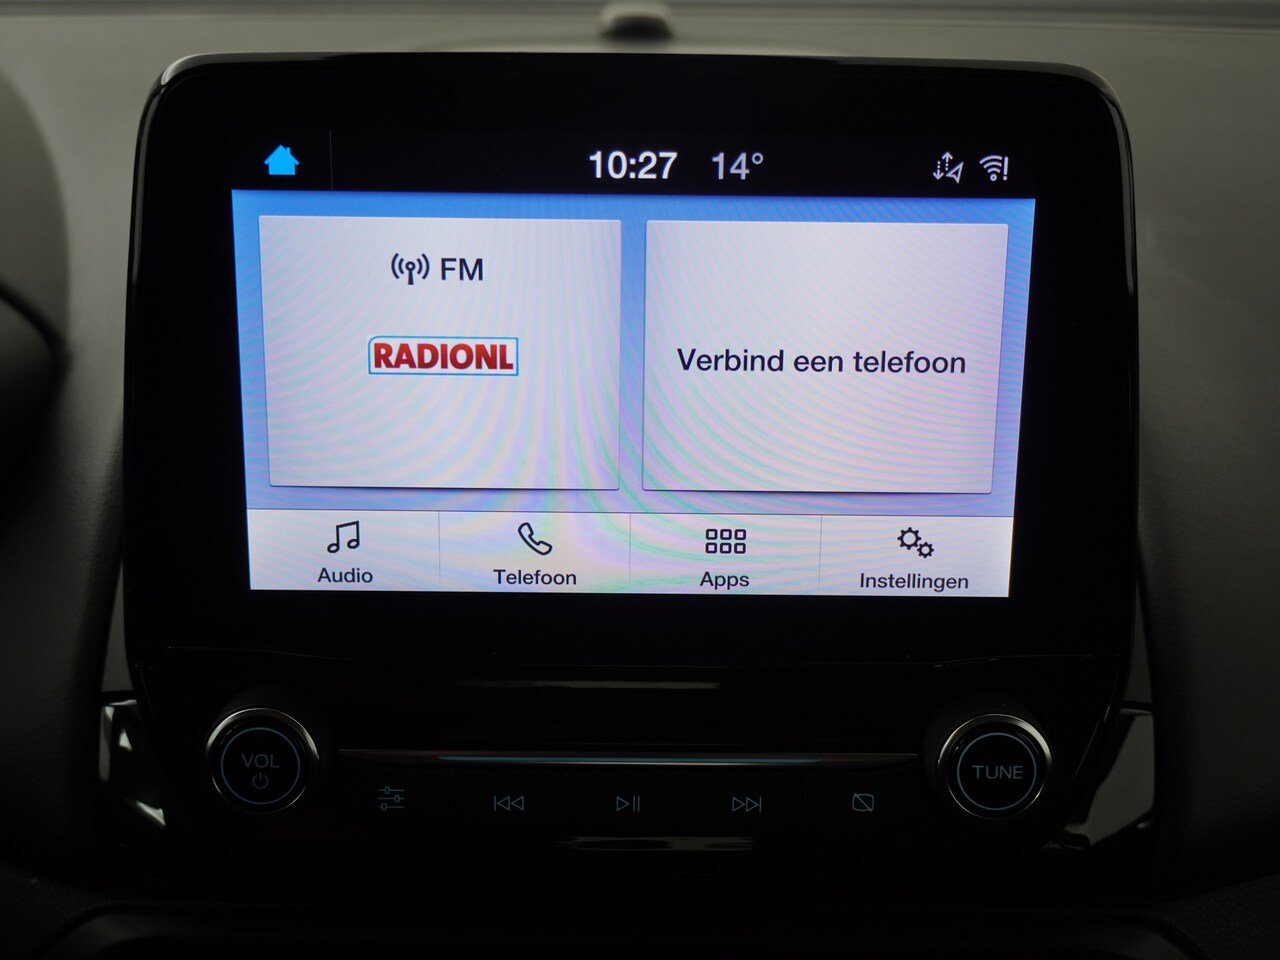 10:27 14°
FM
RADIONL
Verbind een telefoon
Audio
Telefoon
Apps
Instellingen
VOL
TUNE